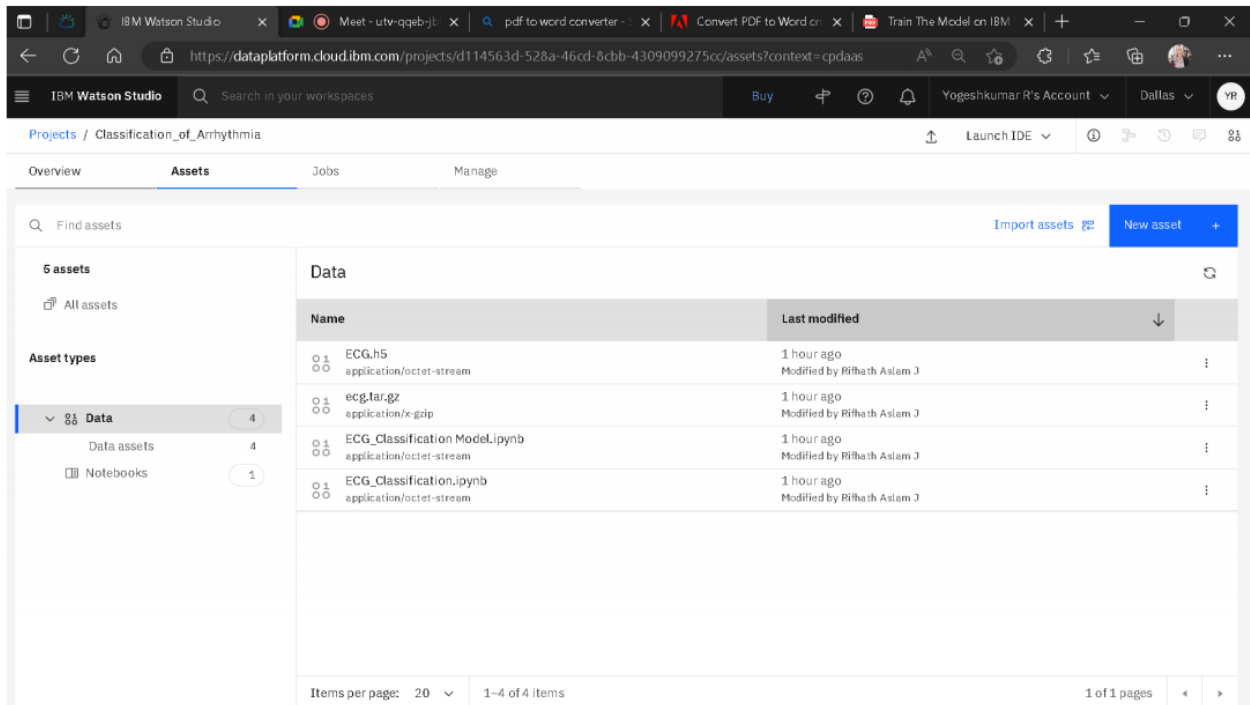 IBM Watson Studio
Meet - utv-qqeb-jb
pdf to word converter -
Convert PDF to Word on
Train The Model on IBM
https://dataplatform.cloud.ibm.com/projects/d114563d-528a-46cd-8cbb-4309099275cc/assets?context=cpdaas
IBM Watson Studio Search in your workspaces Buy Yogeshkumar R's Account Dallas YR
Projects / Classification_of_Arrhythmia Launch IDE
Overview Assets Jobs Manage
Find assets Import assets New asset +
5 assets
All assets
Asset types
Data 4
Data assets 4
Notebooks 1
Data
Name Last modified
ECG.h5 1 hour ago
application/octet-stream Modified by Rifhath Aslam J
ecg.tar.gz 1 hour ago
application/x-gzip Modified by Rifhath Aslam J
ECG_Classification Model.ipynb 1 hour ago
application/octet-stream Modified by Rifhath Aslam J
ECG_Classification.ipynb 1 hour ago
application/octet-stream Modified by Rifhath Aslam J
Items per page: 20 1–4 of 4 items 1 of 1 pages